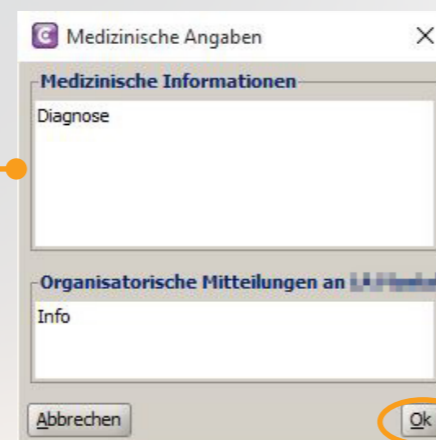 Medizinische Angaben
Medizinische Informationen
Diagnose
Organisatorische Mitteilungen an
Info
Abbrechen
Ok